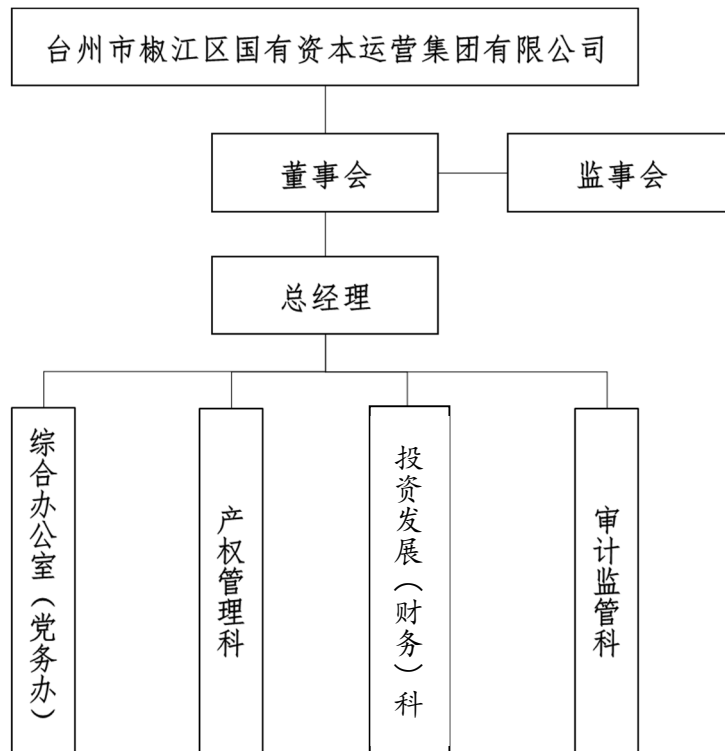 台州市椒江区国有资本运营集团有限公司
董事会
监事会
总经理
综合办公室（党务办）
产权管理科
投资发展（财务）科
审计监管科